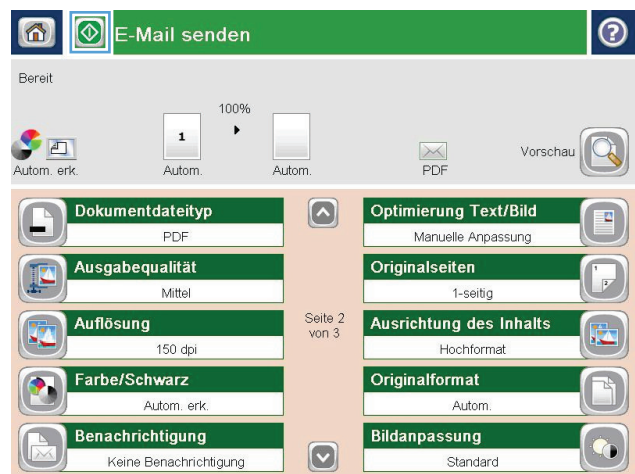 E-Mail senden
Bereit
100%
1
Autom. erk.
Autom.
Autom.
PDF
Vorschau
Dokumentdateityp
PDF
Ausgabequalität
Mittel
Auflösung
150 dpi
Farbe/Schwarz
Autom. erk.
Benachrichtigung
Keine Benachrichtigung
Seite 2
von 3
Optimierung Text/Bild
Manuelle Anpassung
Originalseiten
1-seitig
Ausrichtung des Inhalts
Hochformat
Originalformat
Autom.
Bildanpassung
Standard